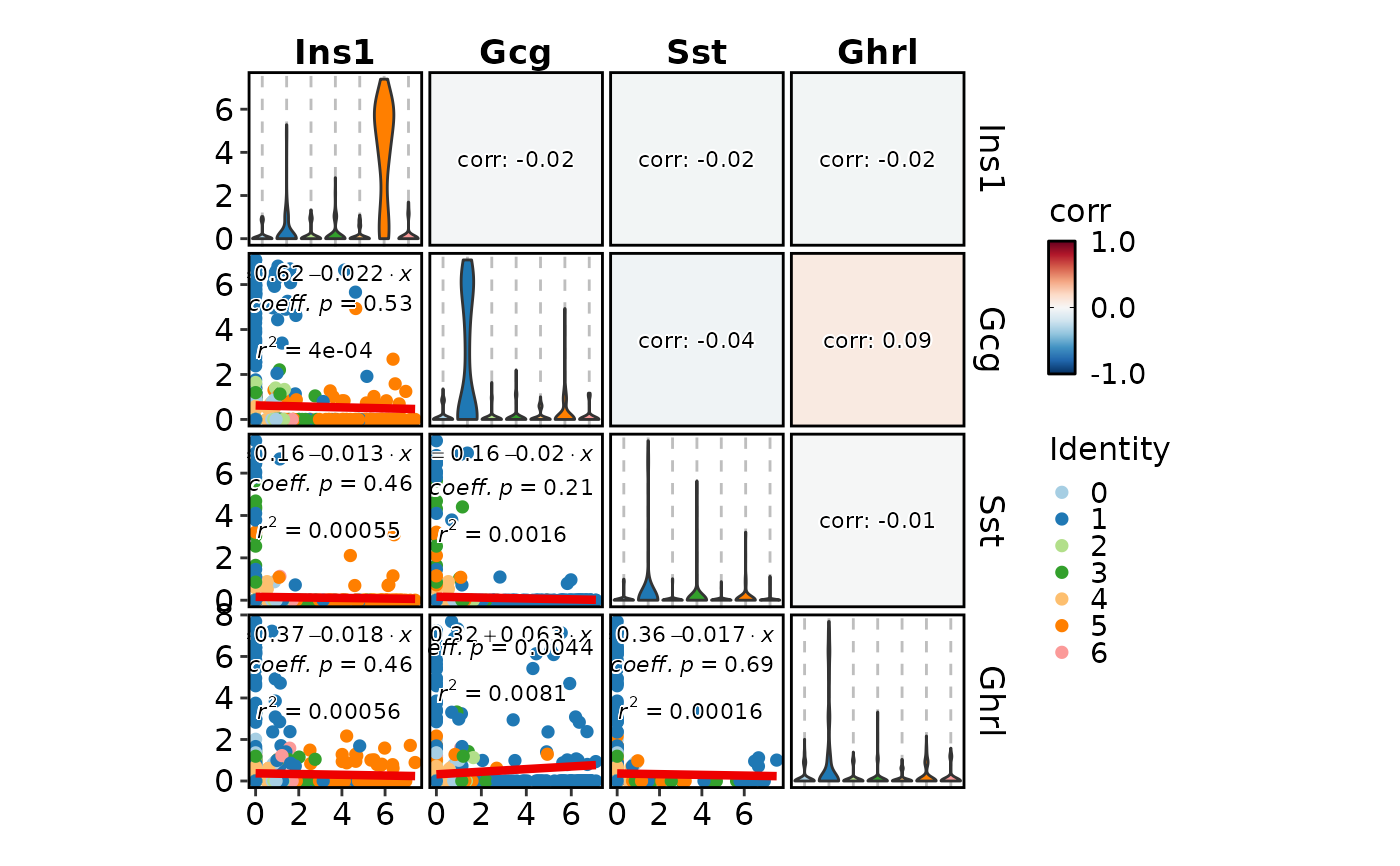 Ins1 Gcg Sst Ghrl
6
4
2
0
corr: -0.02
corr: -0.02
corr: -0.02
Ins1
6
4
2
0
0.62 – 0.022 · x
coeff. p = 0.53
r² = 4e-04
corr: -0.04
corr: 0.09
Gcg
6
4
2
0
0.16 – 0.013 · x
coeff. p = 0.46
r² = 0.00055
= 0.16 – 0.02 · x
coeff. p = 0.21
r² = 0.0016
corr: -0.01
Sst
8
6
4
2
0
0.37 – 0.018 · x
coeff. p = 0.46
r² = 0.00056
0.32 + 0.063 · x
eff. p = 0.0044
r² = 0.0081
0.36 – 0.017 · x
coeff. p = 0.69
r² = 0.00016
Ghrl
0 2 4 6
0 2 4 6
0 2 4 6
corr
1.0
0.0
-1.0
Identity
0
1
2
3
4
5
6